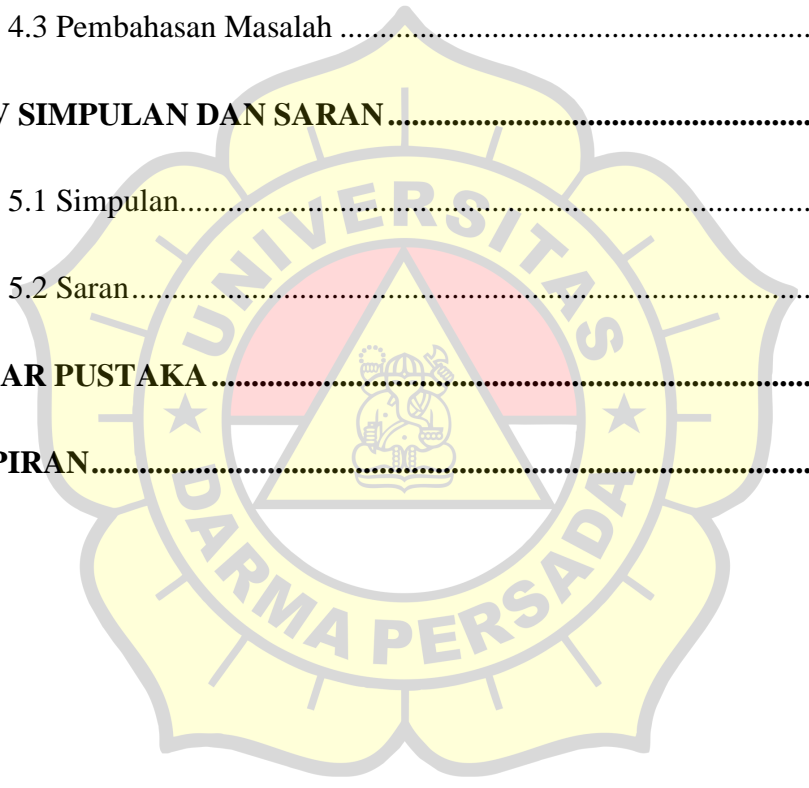 4.3 Pembahasan Masalah ............................................................
V SIMPULAN DAN SARAN ............................................................
5.1 Simpulan................................................................................
5.2 Saran......................................................................................
AR PUSTAKA ............................................................................
PIRAN...........................................................................................
UNIVERSITAS
DARMA PERSADA